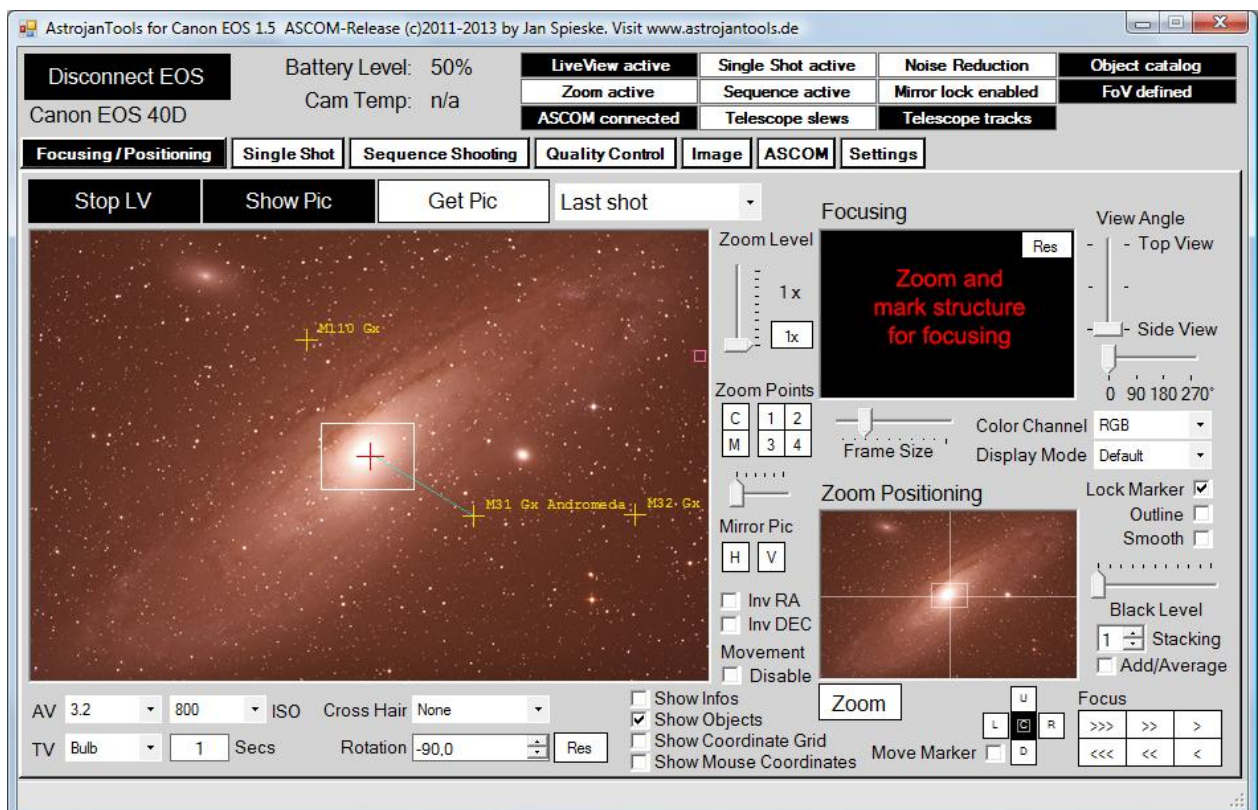 AstrojanTools for Canon EOS 1.5 ASCOM-Release (c)2011-2013 by Jan Spieske. Visit www.astrojantools.de
Disconnect EOS
Battery Level: 50%
LiveView active
Single Shot active
Noise Reduction
Object catalog
Cam Temp: n/a
Zoom active
Sequence active
Mirror lock enabled
FoV defined
Canon EOS 40D
ASCOM connected
Telescope slews
Telescope tracks
Focusing / Positioning
Single Shot
Sequence Shooting
Quality Control
Image
ASCOM
Settings
Stop LV
Show Pic
Get Pic
Last shot
M110 Gx
M31 Gx Andromeda
M32 Gx
Zoom Level
1 x
1x
Zoom Points
C 1 2
M 3 4
Mirror Pic
H V
Inv RA
Inv DEC
Movement
Disable
Focusing
Res
Zoom and
mark structure
for focusing
View Angle
Top View
Side View
0 90 180 270°
Frame Size
Color Channel RGB
Display Mode Default
Zoom Positioning
Lock Marker
Outline
Smooth
Black Level
1 Stacking
Add/Average
AV 3.2 800 ISO
Cross Hair None
TV Bulb 1 Secs
Rotation -90,0 Res
Show Infos
Show Objects
Show Coordinate Grid
Show Mouse Coordinates
Zoom
Move Marker
U
L C R
D
Focus
>>> >> >
<<< << <